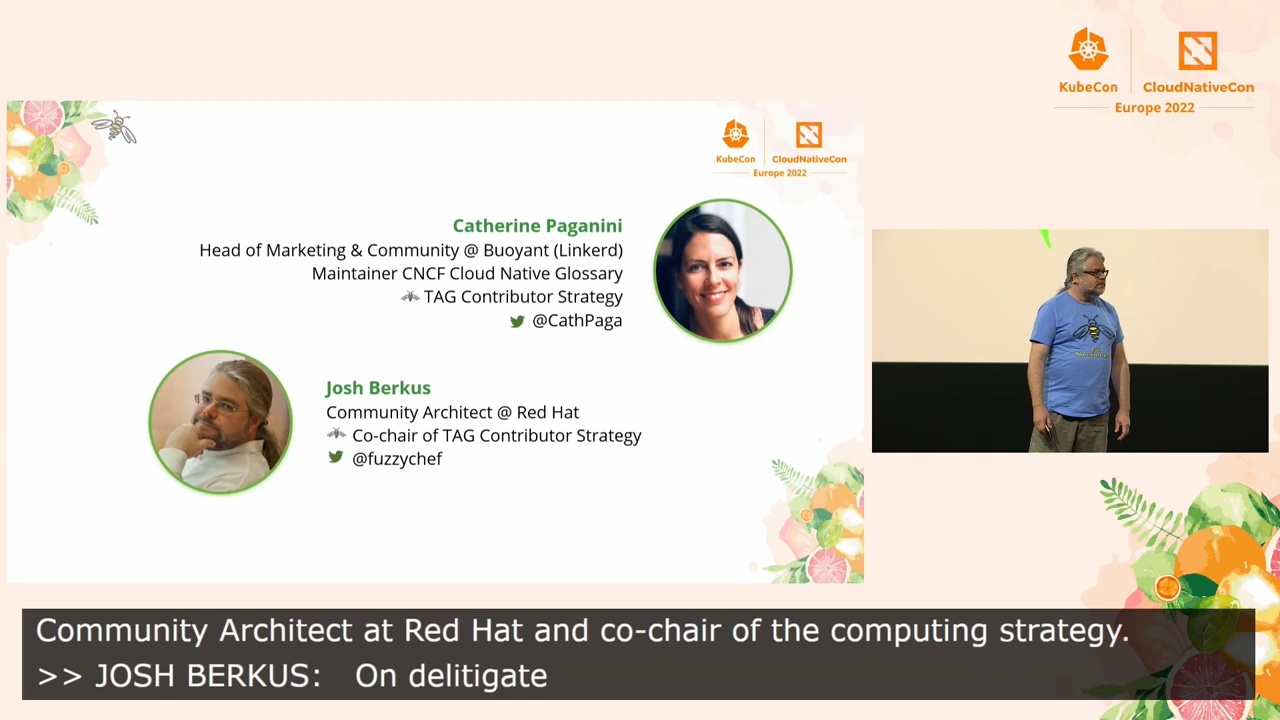 KubeCon
CloudNativeCon
Europe 2022
KubeCon
CloudNativeCon
Europe 2022
Catherine Paganini
Head of Marketing & Community @ Buoyant (Linkerd)
Maintainer CNCF Cloud Native Glossary
TAG Contributor Strategy
@CathPaga
Josh Berkus
Community Architect @ Red Hat
Co-chair of TAG Contributor Strategy
@fuzzychef
Community Architect at Red Hat and co-chair of the computing strategy.
>> JOSH BERKUS: On delitigate